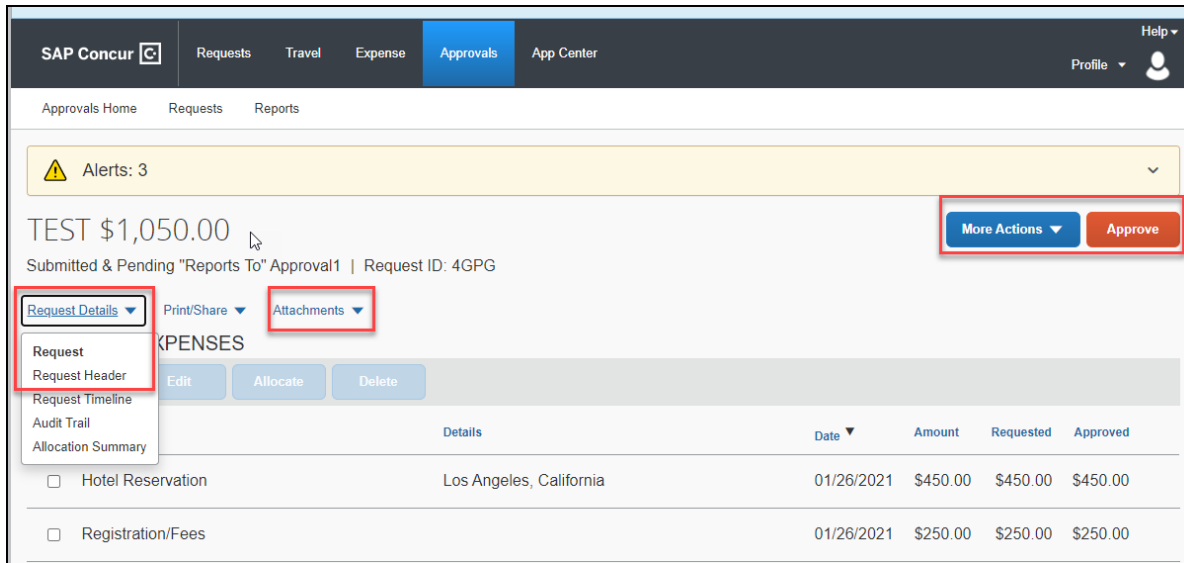 Help
SAP Concur C Requests Travel Expense Approvals App Center
Profile
Approvals Home Requests Reports
Alerts: 3
TEST $1,050.00
More Actions Approve
Submitted & Pending "Reports To" Approval1 | Request ID: 4GPG
Request Details Print/Share Attachments
XPENSES
Request
Request Header
Edit Allocate Delete
Request Timeline
Audit Trail
Allocation Summary
Details Date Amount Requested Approved
Hotel Reservation Los Angeles, California 01/26/2021 $450.00 $450.00 $450.00
Registration/Fees 01/26/2021 $250.00 $250.00 $250.00